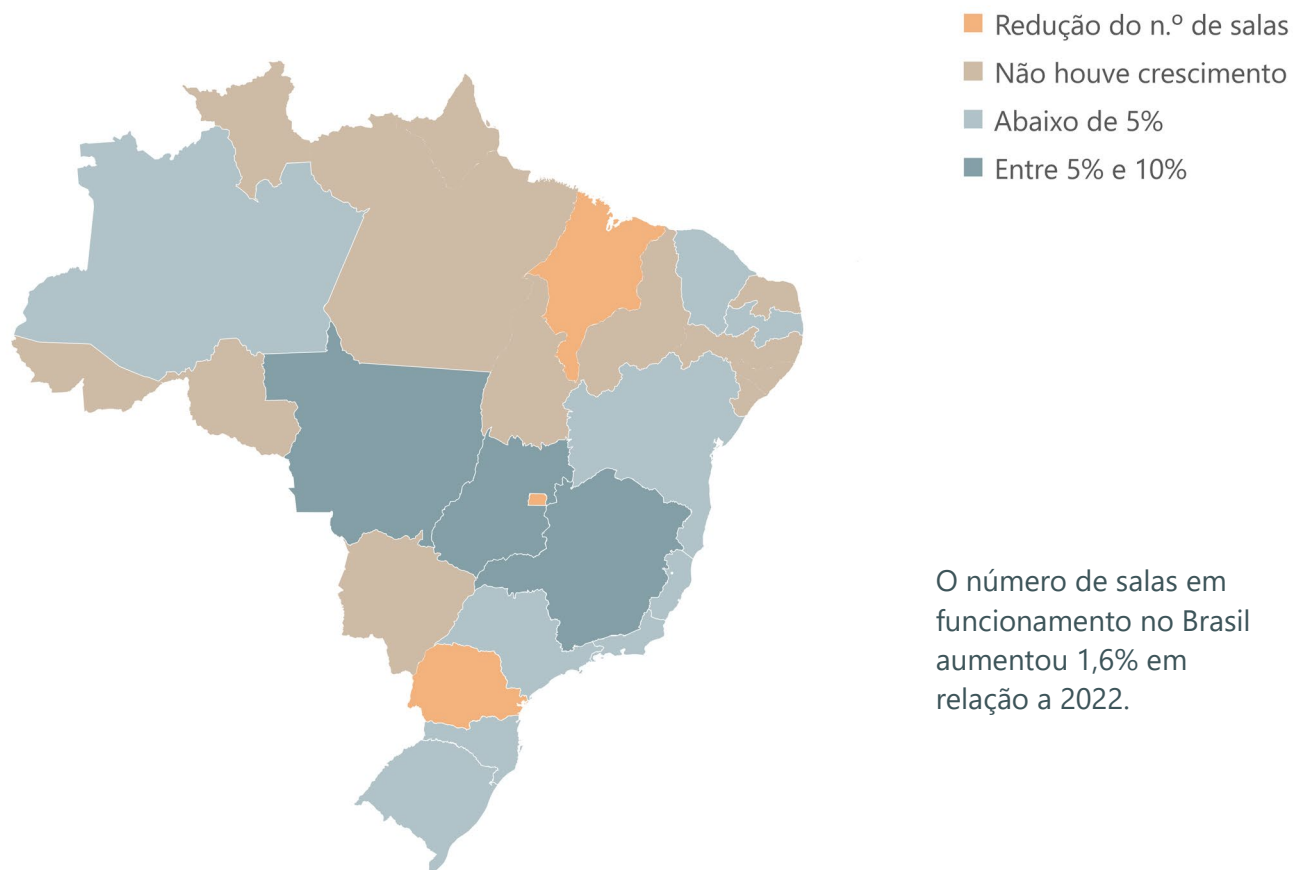 Redução do n.º de salas
Não houve crescimento
Abaixo de 5%
Entre 5% e 10%
O número de salas em
funcionamento no Brasil
aumentou 1,6% em
relação a 2022.